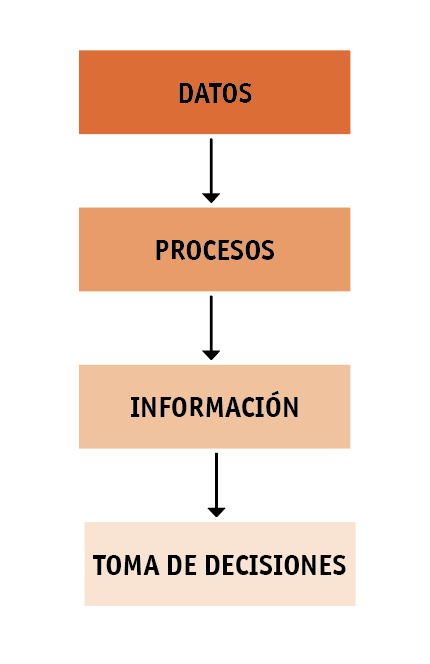 DATOS
PROCESOS
INFORMACIÓN
TOMA DE DECISIONES